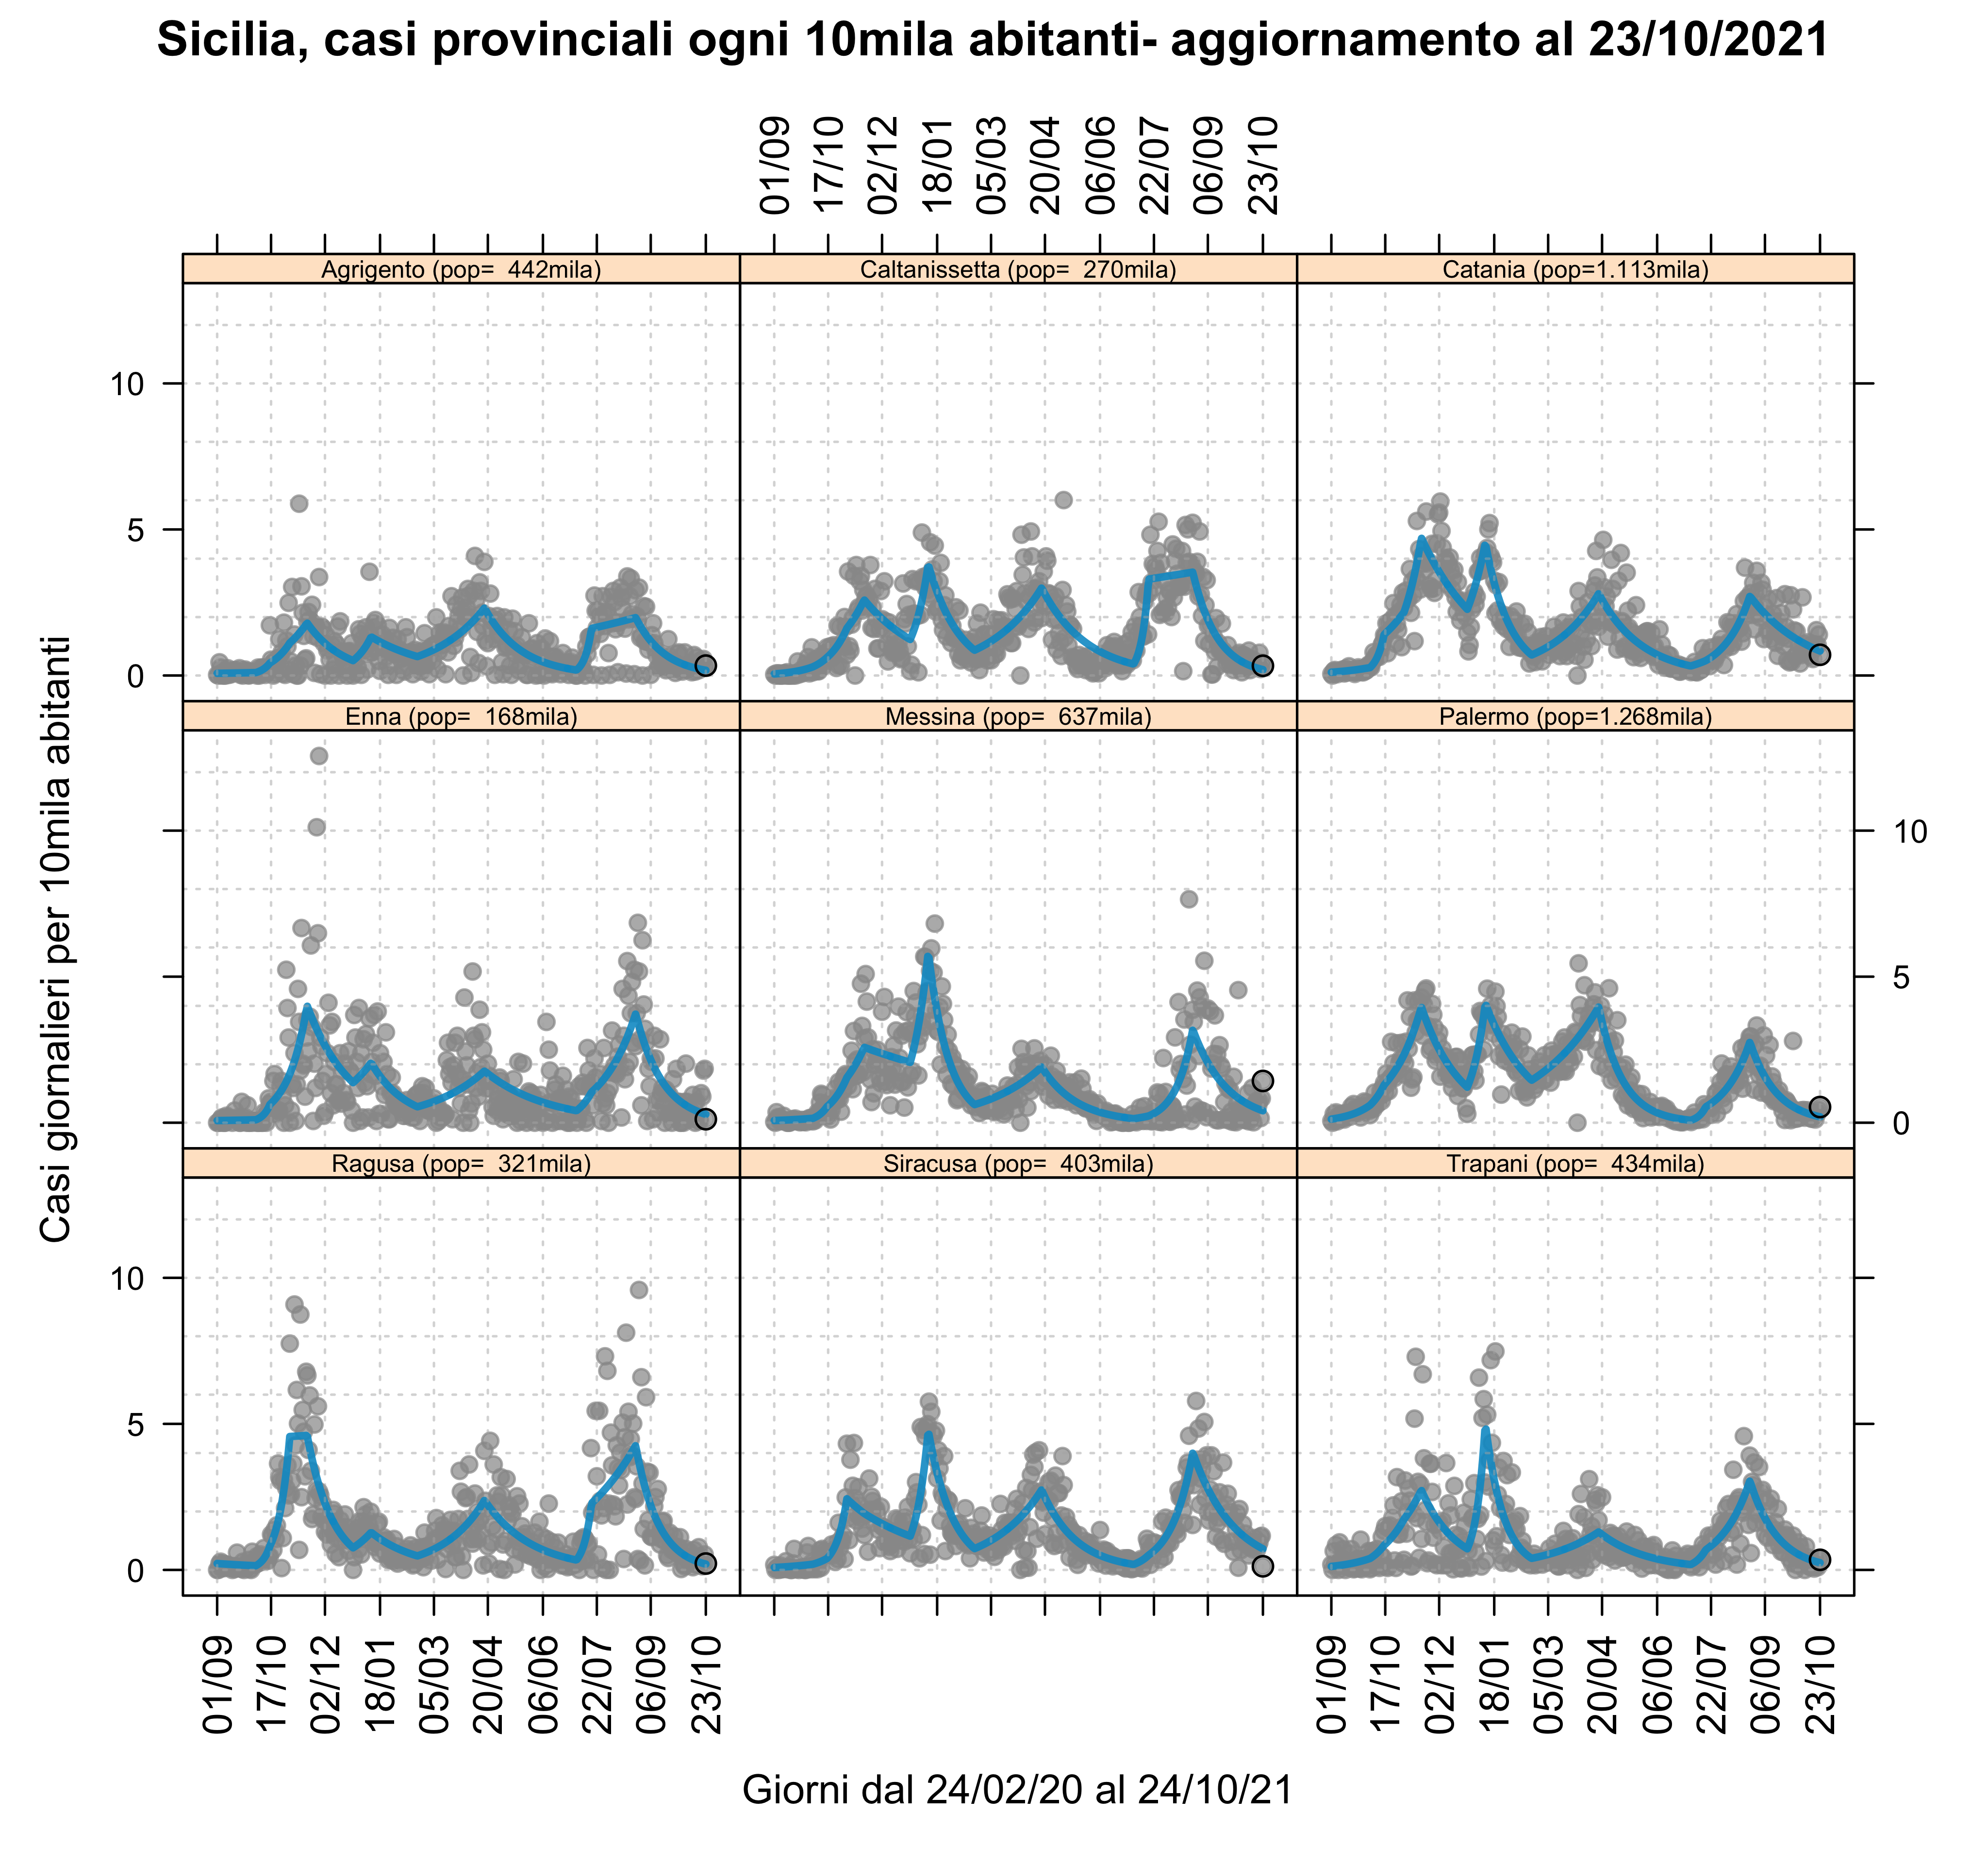 Sicilia, casi provinciali ogni 10mila abitanti- aggiornamento al 23/10/2021
01/09 17/10 02/12 18/01 05/03 20/04 06/06 22/07 06/09 23/10
Agrigento (pop=  442mila)
Caltanissetta (pop=  270mila)
Catania (pop=1.113mila)
10
5
0
Enna (pop=  168mila)
Messina (pop=  637mila)
Palermo (pop=1.268mila)
10
5
0
Ragusa (pop=  321mila)
Siracusa (pop=  403mila)
Trapani (pop=  434mila)
10
5
0
Casi giornalieri per 10mila abitanti
01/09 17/10 02/12 18/01 05/03 20/04 06/06 22/07 06/09 23/10
01/09 17/10 02/12 18/01 05/03 20/04 06/06 22/07 06/09 23/10
Giorni dal 24/02/20 al 24/10/21